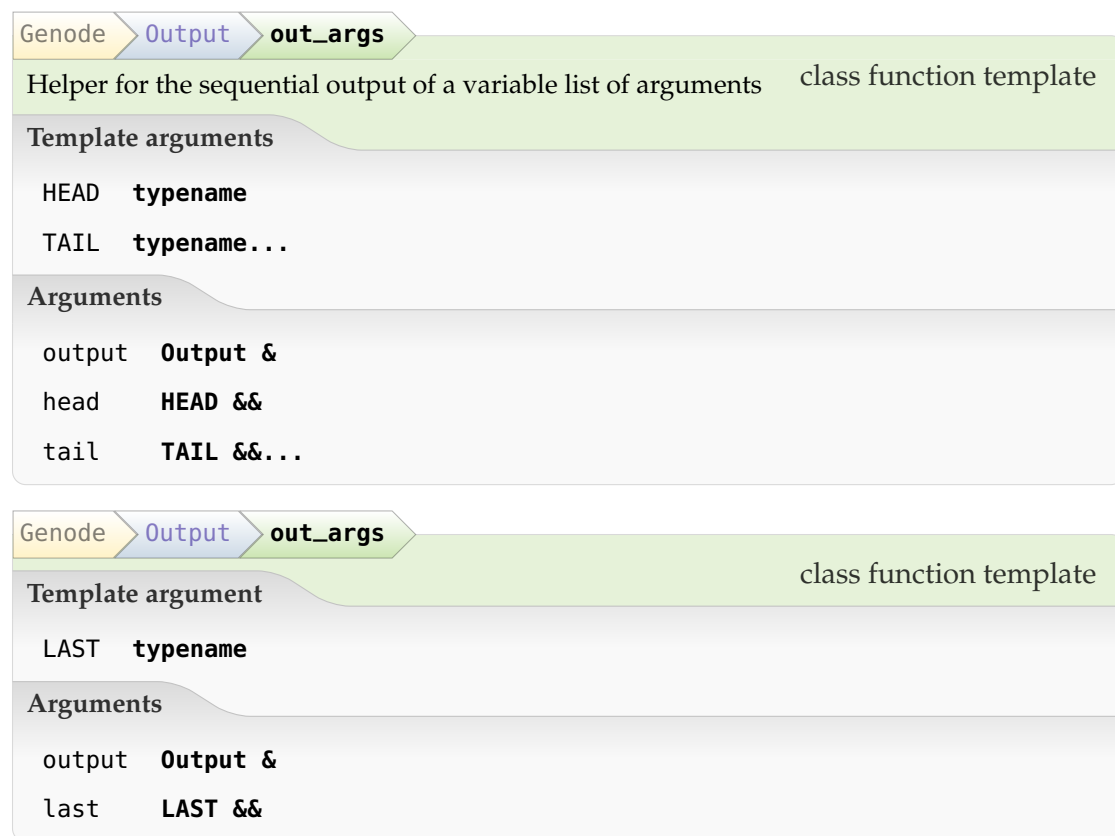 Genode Output out_args
class function template
Helper for the sequential output of a variable list of arguments
Template arguments
HEAD typename
TAIL typename...
Arguments
output Output &
head HEAD &&
tail TAIL &&...
Genode Output out_args
class function template
Template argument
LAST typename
Arguments
output Output &
last LAST &&